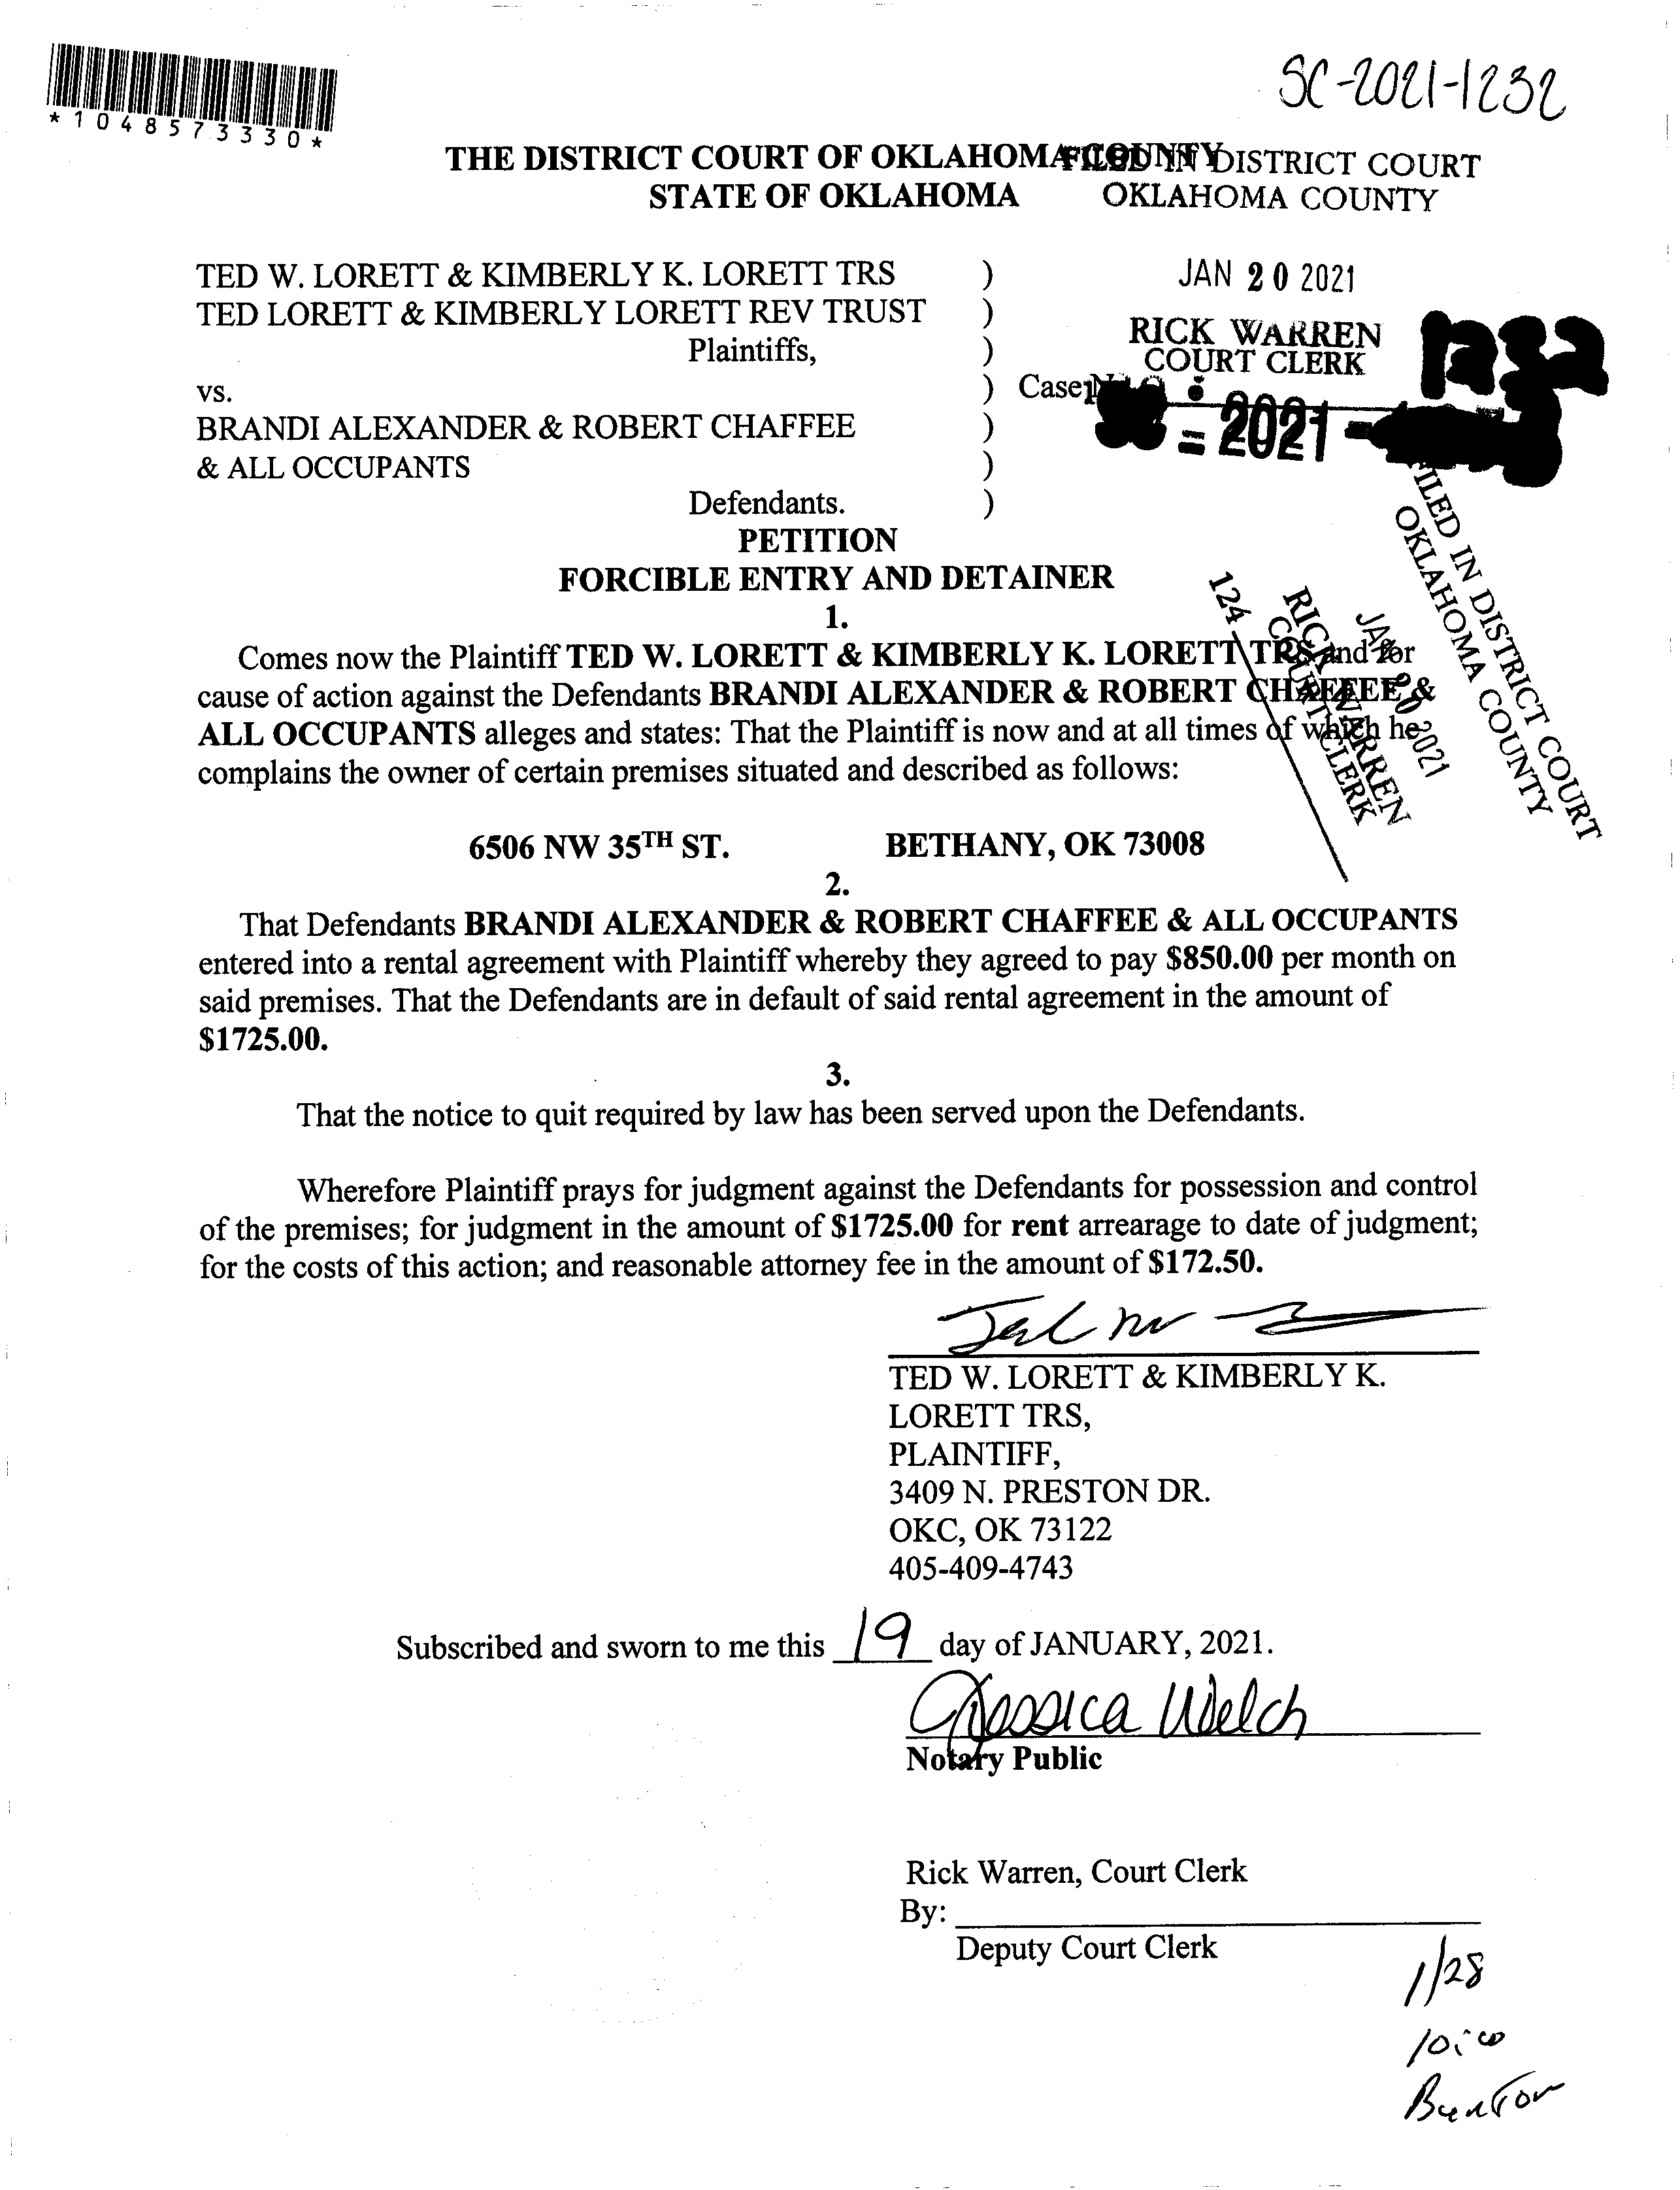 SC-2021-1232
*1048573330*
THE DISTRICT COURT OF OKLAHOMA COUNTY
STATE OF OKLAHOMA
FILED IN DISTRICT COURT
OKLAHOMA COUNTY
JAN 20 2021
RICK WARREN
COURT CLERK
TED W. LORETT & KIMBERLY K. LORETT TRS )
TED LORETT & KIMBERLY LORETT REV TRUST )
Plaintiffs, )
vs. ) Case
BRANDI ALEXANDER & ROBERT CHAFFEE )
& ALL OCCUPANTS )
Defendants. )
1232
- 2021 -
FILED IN DISTRICT COURT
OKLAHOMA COUNTY
JAN 20 2021
RICK WARREN
COURT CLERK
124
PETITION
FORCIBLE ENTRY AND DETAINER
1.
Comes now the Plaintiff TED W. LORETT & KIMBERLY K. LORETT TRS and for
cause of action against the Defendants BRANDI ALEXANDER & ROBERT CHAFFEE &
ALL OCCUPANTS alleges and states: That the Plaintiff is now and at all times of which he
complains the owner of certain premises situated and described as follows:
6506 NW 35TH ST. BETHANY, OK 73008
2.
That Defendants BRANDI ALEXANDER & ROBERT CHAFFEE & ALL OCCUPANTS
entered into a rental agreement with Plaintiff whereby they agreed to pay $850.00 per month on
said premises. That the Defendants are in default of said rental agreement in the amount of
$1725.00.
3.
That the notice to quit required by law has been served upon the Defendants.
Wherefore Plaintiff prays for judgment against the Defendants for possession and control
of the premises; for judgment in the amount of $1725.00 for rent arrearage to date of judgment;
for the costs of this action; and reasonable attorney fee in the amount of $172.50.
TED W. LORETT & KIMBERLY K.
LORETT TRS,
PLAINTIFF,
3409 N. PRESTON DR.
OKC, OK 73122
405-409-4743
Subscribed and sworn to me this 19 day of JANUARY, 2021.
Jessica Welch
Notary Public
Rick Warren, Court Clerk
By:
Deputy Court Clerk
1/28
10:00